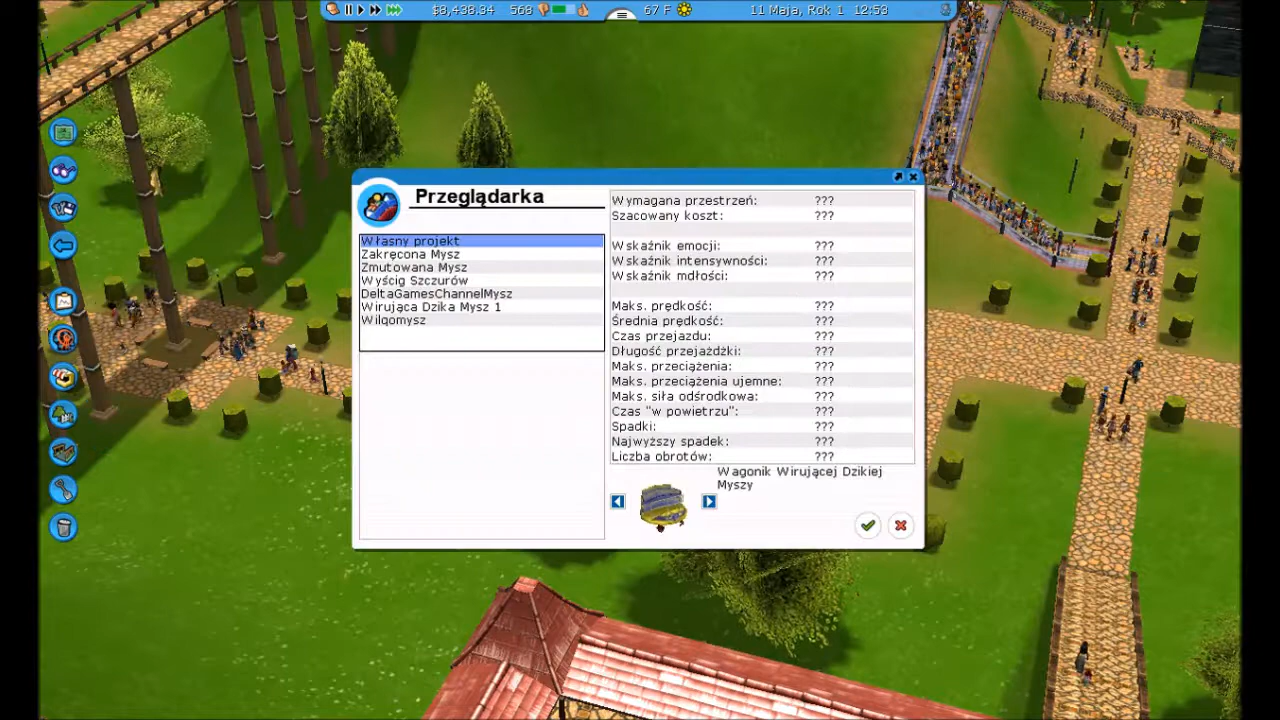 $8,438.34 568 67 F 11 Maja, Rok 1 12:53
Przeglądarka
Własny projekt
Zakręcona Mysz
Zmutowana Mysz
Wyścig Szczurów
DeltaGamesChannelMysz
Wirująca Dzika Mysz 1
Wilqomysz
Wymagana przestrzeń: ???
Szacowany koszt: ???
Wskaźnik emocji: ???
Wskaźnik intensywności: ???
Wskaźnik mdłości: ???
Maks. prędkość: ???
Średnia prędkość: ???
Czas przejazdu: ???
Długość przejażdżki: ???
Maks. przeciążenia: ???
Maks. przeciążenia ujemne: ???
Maks. siła odśrodkowa: ???
Czas "w powietrzu": ???
Spadki: ???
Najwyższy spadek: ???
Liczba obrotów: ???
Wagonik Wirującej Dzikiej
Myszy